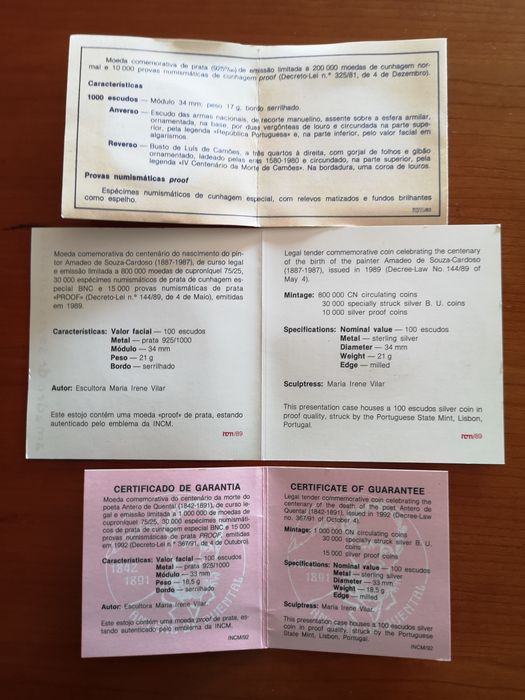 Moeda comemorativa de prata (925‰) de emissão limitada a 200 000 moedas de cunhagem nor-
mal e 10 000 provas numismáticas de cunhagem proof (Decreto-Lei n.° 325/81, de 4 de Dezembro).
Características
1000 escudos — Módulo 34 mm; peso 17 g; bordo serrilhado.
Anverso — Escudo das armas nacionais, de recorte manuelino, assente sobre a esfera armilar,
ornamentada, na base, por duas vergônteas de louro e circundada na parte supe-
rior, pela legenda «República Portuguesa» e, na parte inferior, pelo valor facial em
algarismos.
Reverso — Busto de Luís de Camões, a três quartos à direita, com gorjal de folhos e gibão
ornamentado, ladeado pelas eras 1580-1980 e circundado, na parte superior, pela
legenda «IV Centenário da Morte de Camões». Na bordadura, uma coroa de louros.
Provas numismáticas proof
Espécimes numismáticos de cunhagem especial, com relevos matizados e fundos brilhantes
como espelho.
Moeda comemorativa do centenário do nascimento do pin-
tor Amadeo de Souza-Cardoso (1887-1987), de curso legal
e emissão limitada a 800 000 moedas de cuproníquel 75/25,
30 000 espécimes numismáticos de prata de cunhagem es-
pecial BNC e 15 000 provas numismáticas de prata
«PROOF» (Decreto-Lei n.° 144/89, de 4 de Maio), emitidas
em 1989.
Características: Valor facial — 100 escudos
Metal — prata 925/1000
Módulo — 34 mm
Peso — 21 g
Bordo — serrilhado
Autor: Escultora Maria Irene Vilar
Este estojo contém uma moeda «proof» de prata, estando
autenticado pelo emblema da INCM.
incm/89
Legal tender commemorative coin celebrating the centenary
of the birth of the painter Amadeo de Souza-Cardoso
(1887-1987), issued in 1989 (Decree-Law No. 144/89 of
May 4).
Mintage: 800 000 CN circulating coins
30 000 specially struck silver B. U. coins
10 000 silver proof coins
Specifications: Nominal value — 100 escudos
Metal — sterling silver
Diameter — 34 mm
Weight — 21 g
Edge — milled
Sculptress: Maria Irene Vilar
This presentation case houses a 100 escudos silver coin in
proof quality, struck by the Portuguese State Mint, Lisbon,
Portugal.
incm/89
CERTIFICADO DE GARANTIA
Moeda comemorativa do centenário da morte do
poeta Antero de Quental (1842-1891), de curso le-
gal e emissão limitada a 1 000 000 de moedas de
cuproníquel 75/25, 30 000 espécimes numismáti-
cos de prata de cunhagem especial BNC e 15 000
provas numismáticas de prata PROOF, emitidas
em 1992 (Decreto-Lei n.° 367/91, de 4 de Outubro).
Características: Valor facial — 100 escudos
Metal — prata 925/1000
Módulo — 33 mm
Peso — 18,5 g
Bordo — serrilhado
Autor: Escultora Maria Irene Vilar.
Este estojo contém uma moeda proof de prata, es-
tando autenticado pelo emblema da INCM.
INCM/92
1842
1891
CERTIFICATE OF GUARANTEE
Legal tender commemorative coin celebrating the
centenary of the death of the poet Antero de
Quental (1842-1891), issued in 1992 (Decree-Law
no. 367/91 of October 4).
Mintage: 1 000 000 CN circulating coins
30 000 specially struck silver B. U.
coins
15 000 silver proof coins
Specifications: Nominal value — 100 escudos
Metal — sterling silver
Diameter — 33 mm
Weight — 18,5 g
Edge — milled
Sculptress: Maria Irene Vilar.
This presentation case houses a 100 escudos silver
coin in proof quality, struck by the Portuguese
State Mint, Lisbon, Portugal.
INCM/92
1891